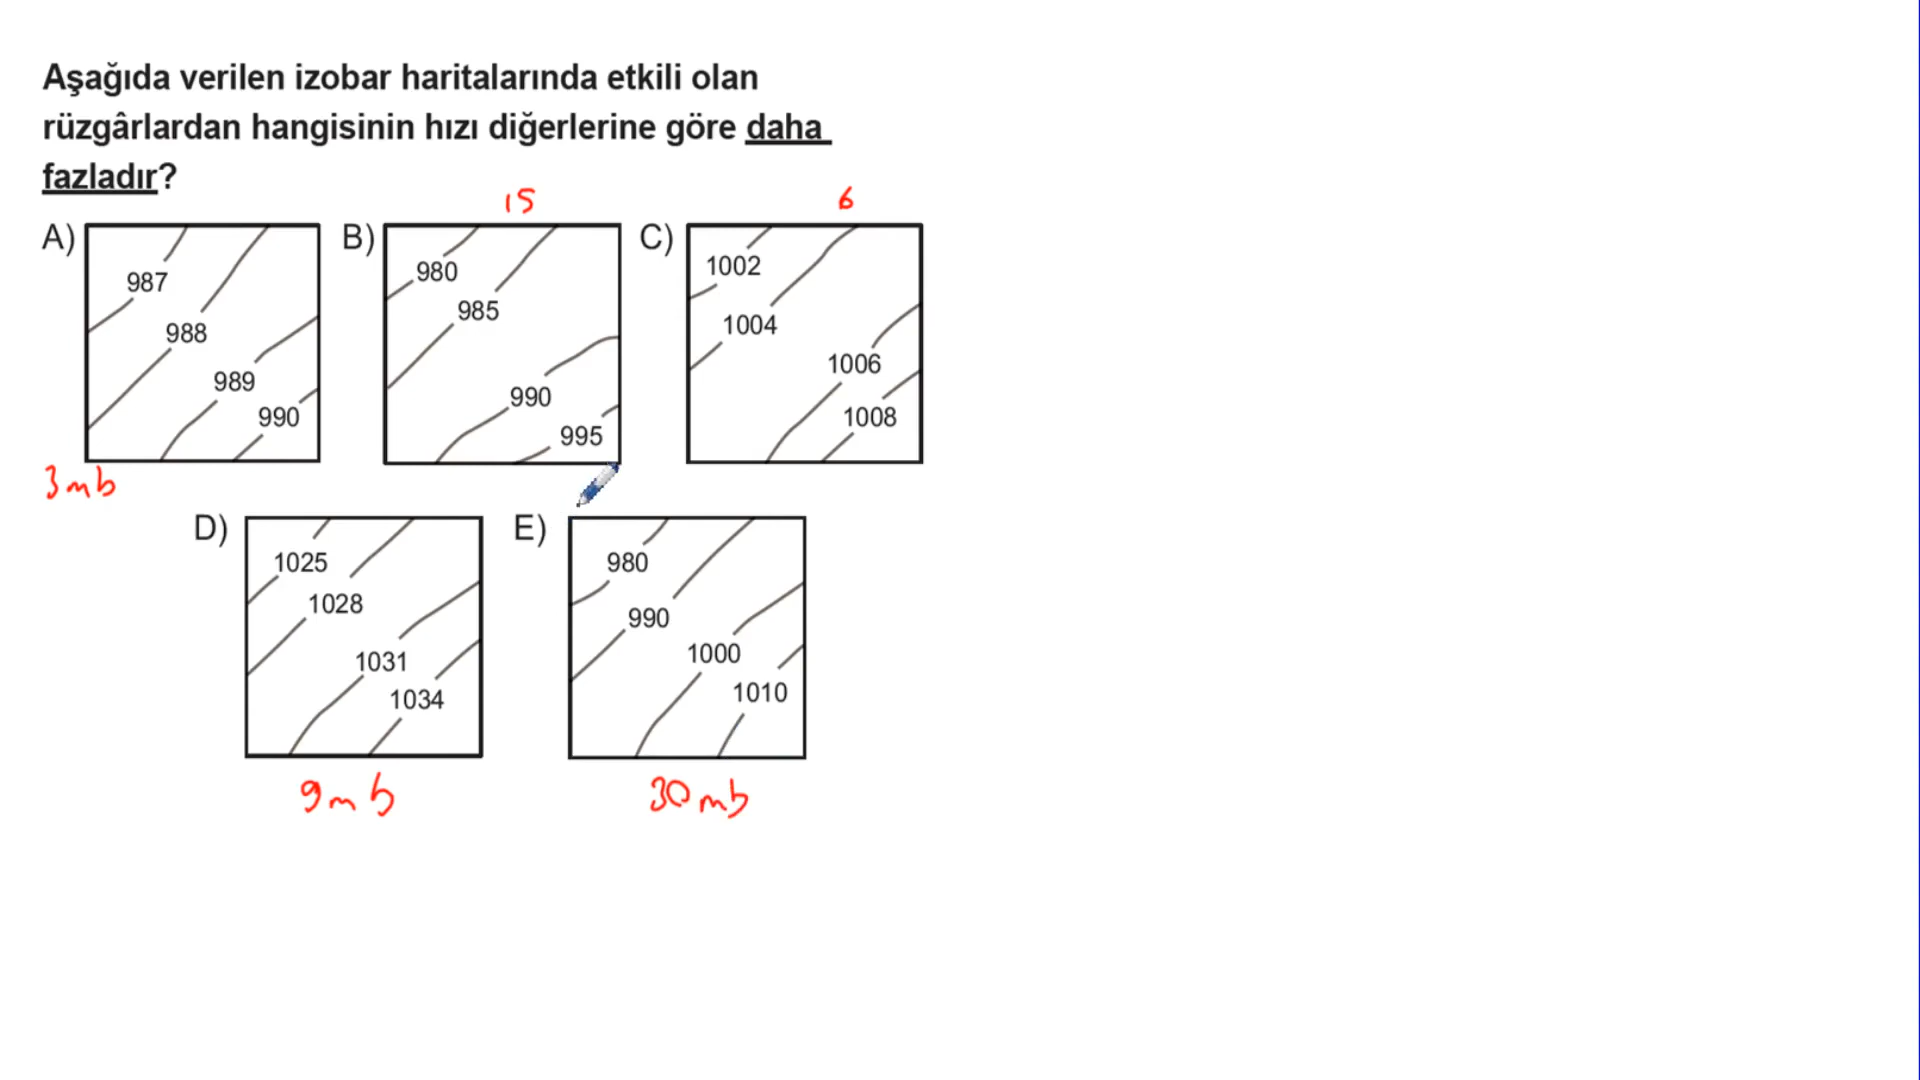 Aşağıda verilen izobar haritalarında etkili olan
rüzgârlardan hangisinin hızı diğerlerine göre daha
fazladır?
15
6
A)
987
988
989
990
B)
980
985
990
995
C)
1002
1004
1006
1008
3mb
D)
1025
1028
1031
1034
E)
980
990
1000
1010
9mb
30mb